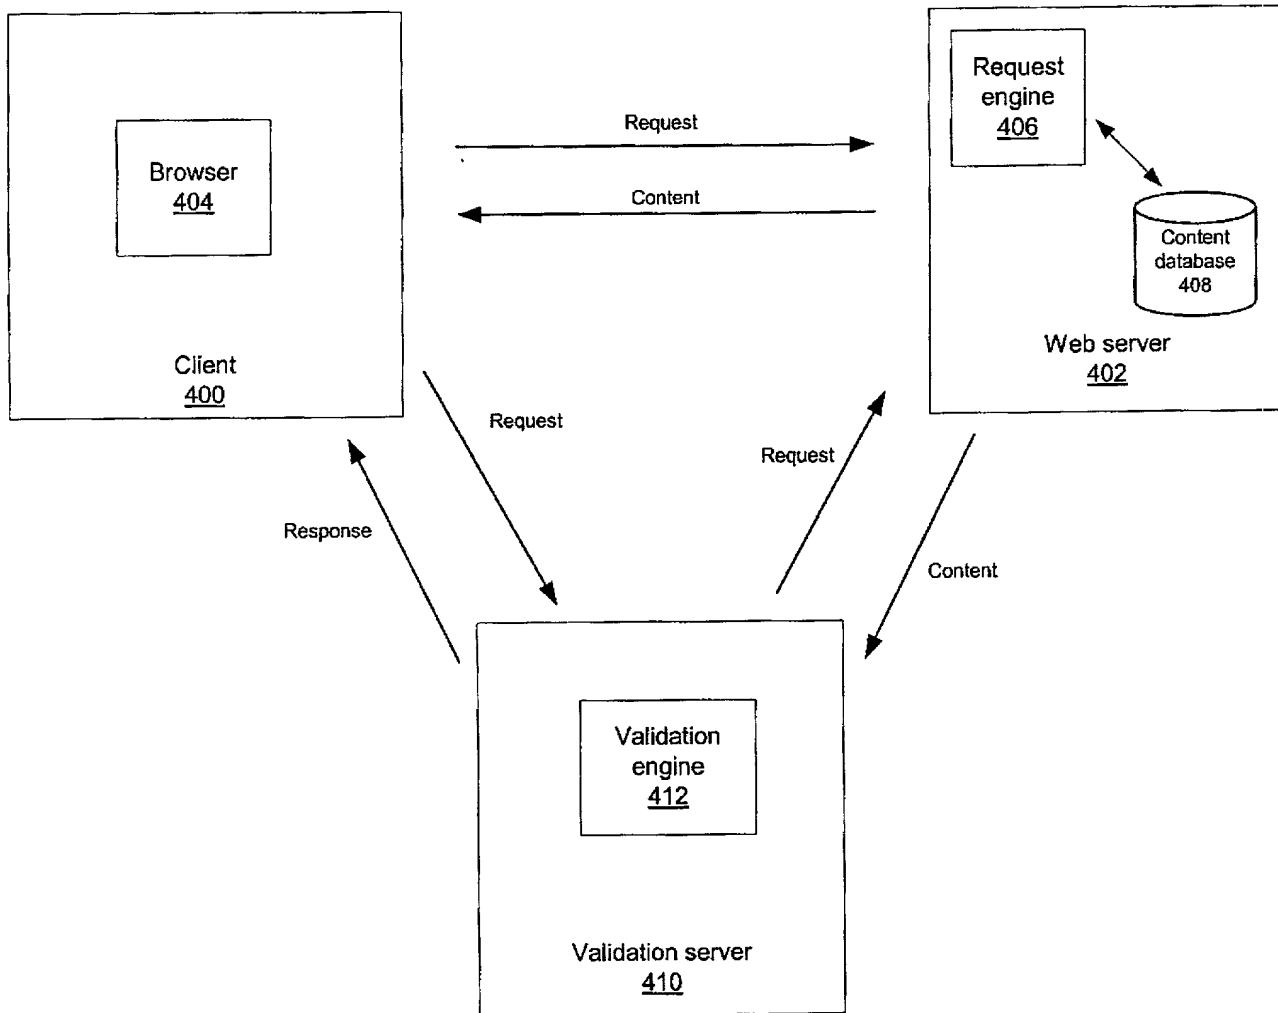 Browser
404
Client
400
Request
Content
Request
engine
406
Content
database
408
Web server
402
Request
Response
Request
Content
Validation
engine
412
Validation server
410